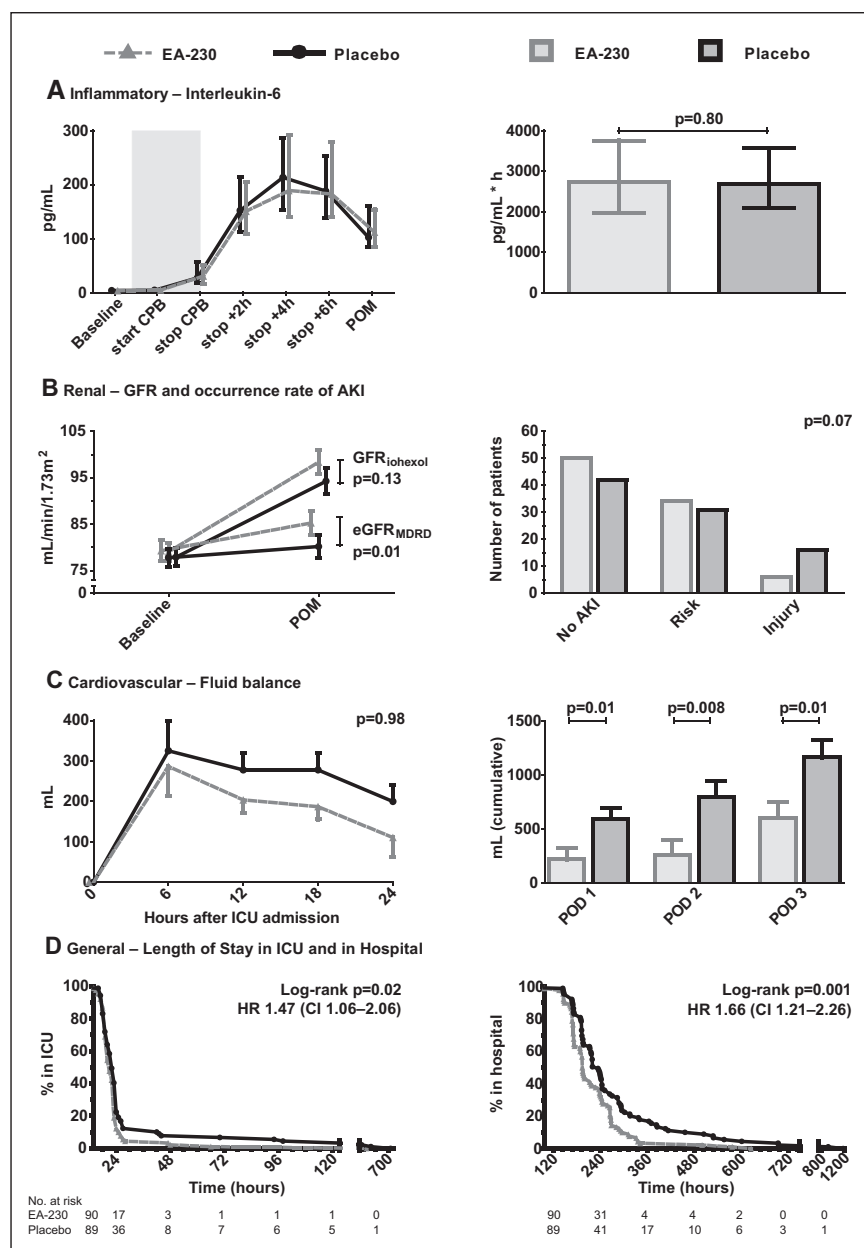 EA-230 Placebo EA-230 Placebo
A Inflammatory – Interleukin-6
300
200
100
0
pg/mL
Baseline
start CPB
stop CPB
stop +2h
stop +4h
stop +6h
POM
p=0.80
4000
3000
2000
1000
0
pg/mL * h
B Renal – GFR and occurrence rate of AKI
105
95
85
75
0
mL/min/1.73m²
GFRiohexol
p=0.13
eGFRMDRD
p=0.01
Baseline
POM
p=0.07
60
50
40
30
20
10
0
Number of patients
No AKI
Risk
Injury
C Cardiovascular – Fluid balance
400
300
200
100
0
mL
p=0.98
0 6 12 18 24
Hours after ICU admission
p=0.01 p=0.008 p=0.01
1500
1000
500
0
mL (cumulative)
POD 1
POD 2
POD 3
D General – Length of Stay in ICU and in Hospital
100
80
60
40
20
0
% in ICU
Log-rank p=0.02
HR 1.47 (CI 1.06–2.06)
24 48 72 96 120 700
Time (hours)
100
80
60
40
20
0
% in hospital
Log-rank p=0.001
HR 1.66 (CI 1.21–2.26)
120 240 360 480 600 720 800 1200
Time (hours)
No. at risk
EA-230 90 17 3 1 1 1 0 90 31 4 4 2 0 0
Placebo 89 36 8 7 6 5 1 89 41 17 10 6 3 1